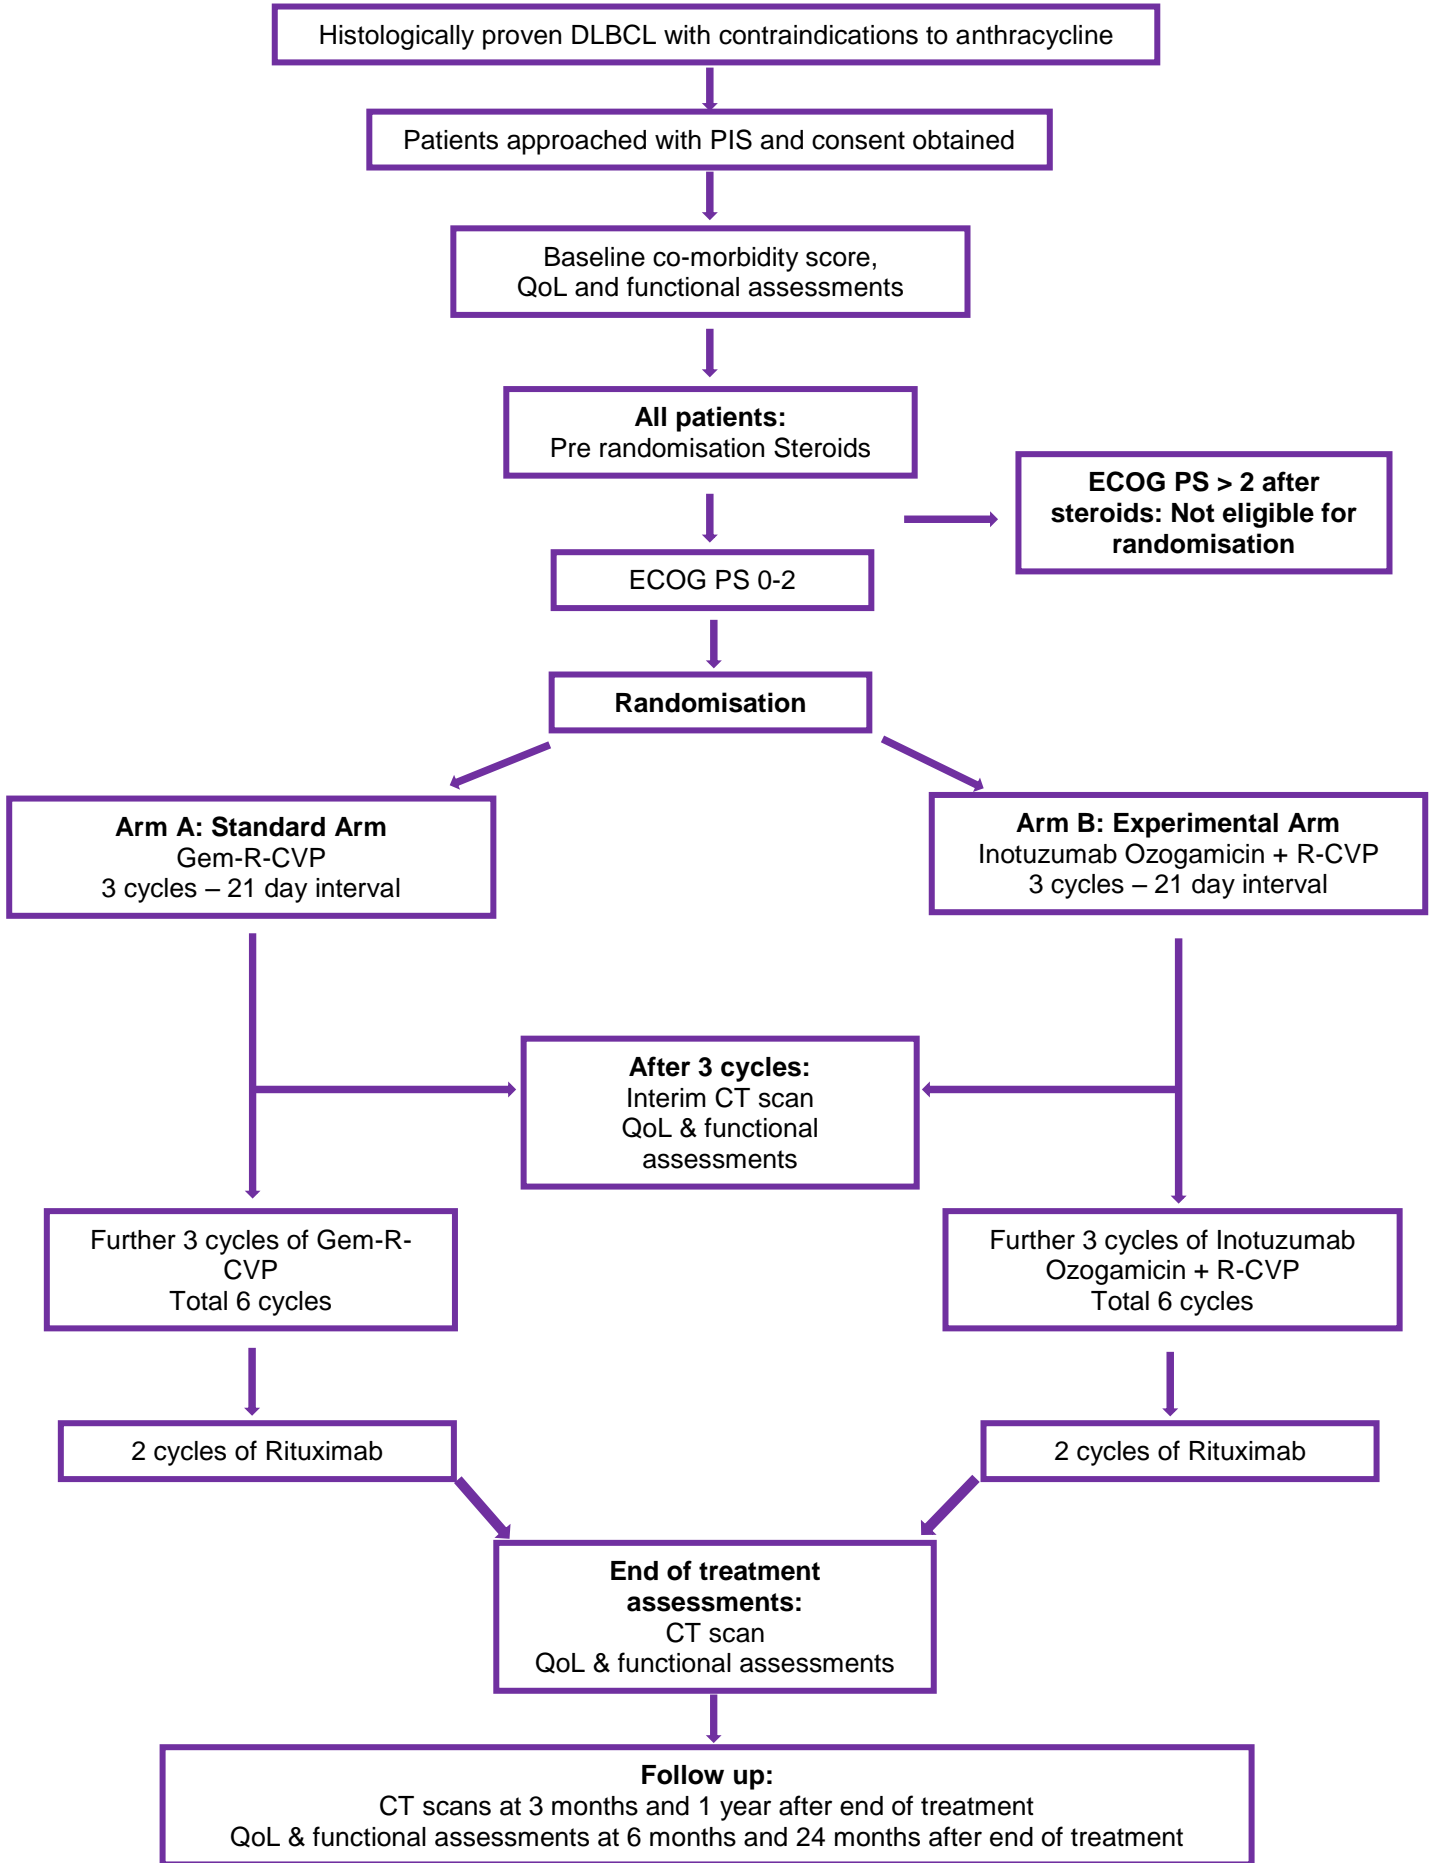 Histologically proven DLBCL with contraindications to anthracycline
Patients approached with PIS and consent obtained
Baseline co-morbidity score,
QoL and functional assessments
All patients:
Pre randomisation Steroids
ECOG PS > 2 after
steroids: Not eligible for
randomisation
ECOG PS 0-2
Randomisation
Arm A: Standard Arm
Gem-R-CVP
3 cycles – 21 day interval
Arm B: Experimental Arm
Inotuzumab Ozogamicin + R-CVP
3 cycles – 21 day interval
After 3 cycles:
Interim CT scan
QoL & functional
assessments
Further 3 cycles of Gem-R-
CVP
Total 6 cycles
Further 3 cycles of Inotuzumab
Ozogamicin + R-CVP
Total 6 cycles
2 cycles of Rituximab
2 cycles of Rituximab
End of treatment
assessments:
CT scan
QoL & functional assessments
Follow up:
CT scans at 3 months and 1 year after end of treatment
QoL & functional assessments at 6 months and 24 months after end of treatment